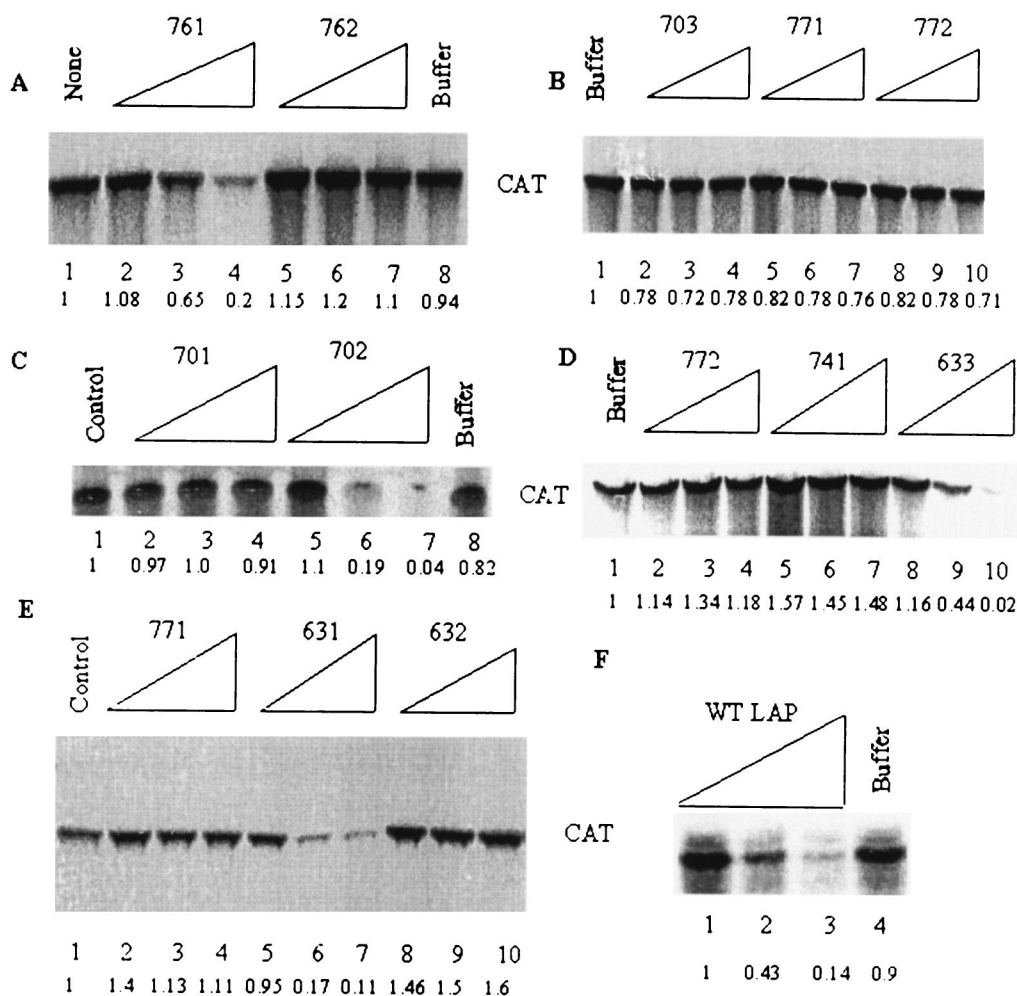 A
None
761
762
Buffer
1 2 3 4 5 6 7 8
1 1.08 0.65 0.2 1.15 1.2 1.1 0.94
B
Buffer
703
771
772
CAT
1 2 3 4 5 6 7 8 9 10
1 0.78 0.72 0.78 0.82 0.78 0.76 0.82 0.78 0.71
C
Control
701
702
Buffer
1 2 3 4 5 6 7 8
1 0.97 1.0 0.91 1.1 0.19 0.04 0.82
D
Buffer
772
741
633
CAT
1 2 3 4 5 6 7 8 9 10
1 1.14 1.34 1.18 1.57 1.45 1.48 1.16 0.44 0.02
E
Control
771
631
632
1 2 3 4 5 6 7 8 9 10
1 1.4 1.13 1.11 0.95 0.17 0.11 1.46 1.5 1.6
F
WT LAP
Buffer
CAT
1 2 3 4
1 0.43 0.14 0.9